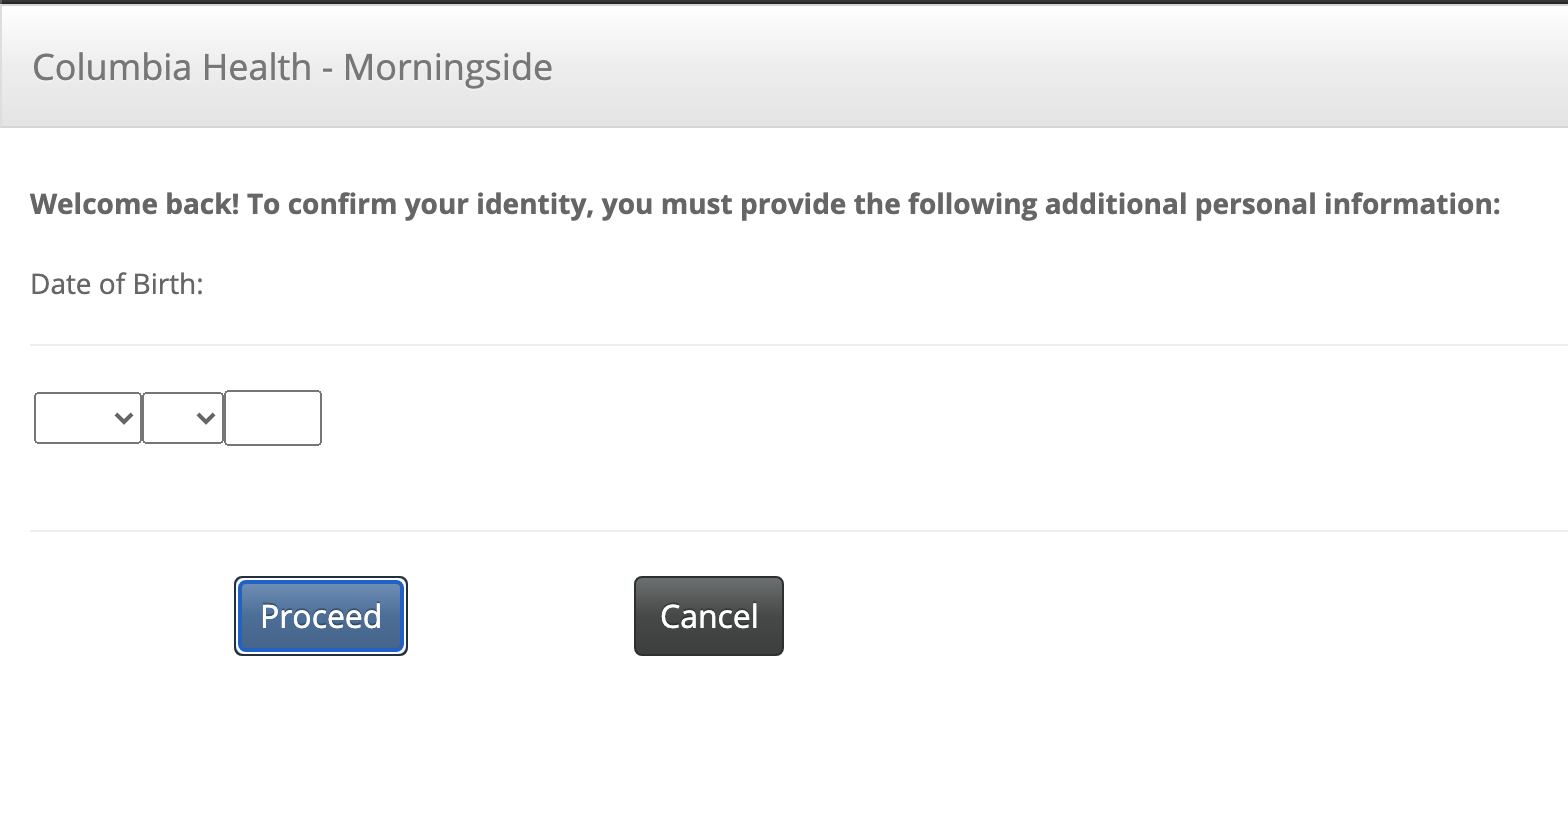 Columbia Health - Morningside
Welcome back! To confirm your identity, you must provide the following additional personal information:
Date of Birth:
Proceed
Cancel